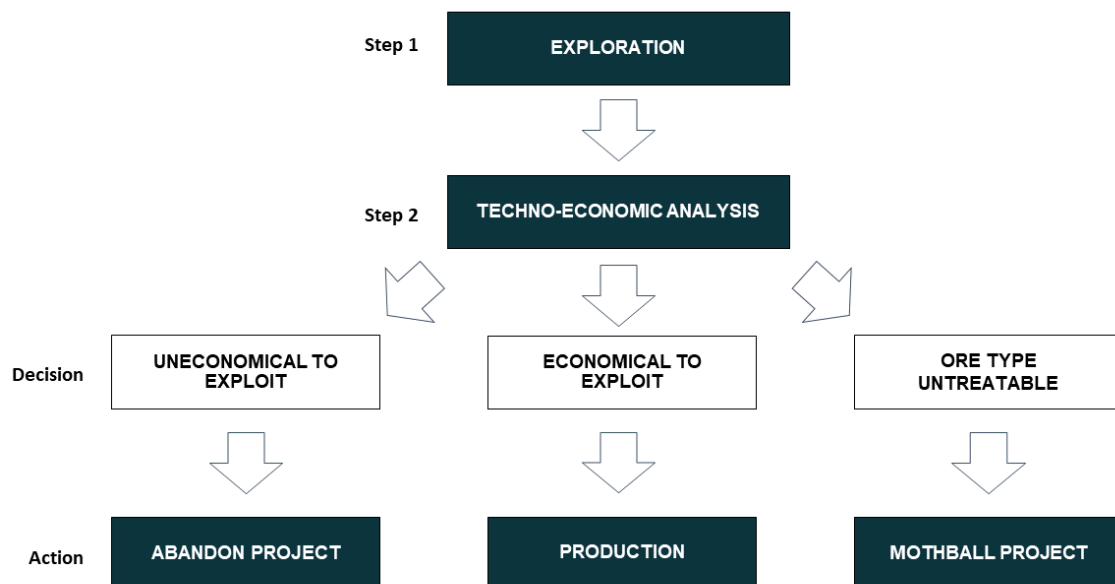 Step 1
EXPLORATION
Step 2
TECHNO-ECONOMIC ANALYSIS
Decision
UNECONOMICAL TO
EXPLOIT
ECONOMICAL TO
EXPLOIT
ORE TYPE
UNTREATABLE
Action
ABANDON PROJECT
PRODUCTION
MOTHBALL PROJECT